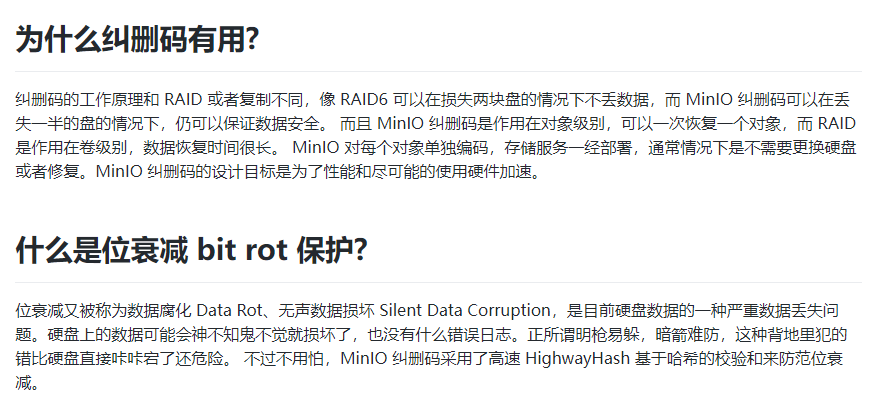 为什么纠删码有用?
纠删码的工作原理和 RAID 或者复制不同，像 RAID6 可以在损失两块盘的情况下不丢数据，而 MinIO 纠删码可以在丢
失一半的盘的情况下，仍可以保证数据安全。 而且 MinIO 纠删码是作用在对象级别，可以一次恢复一个对象，而 RAID
是作用在卷级别，数据恢复时间很长。 MinIO 对每个对象单独编码，存储服务一经部署，通常情况下是不需要更换硬盘
或者修复。MinIO 纠删码的设计目标是为了性能和尽可能的使用硬件加速。
什么是位衰减 bit rot 保护?
位衰减又被称为数据腐化 Data Rot、无声数据损坏 Silent Data Corruption，是目前硬盘数据的一种严重数据丢失问
题。硬盘上的数据可能会神不知鬼不觉就损坏了，也没有什么错误日志。正所谓明枪易躲，暗箭难防，这种背地里犯的
错比硬盘直接咔咔宕了还危险。 不过不用怕，MinIO 纠删码采用了高速 HighwayHash 基于哈希的校验和来防范位衰
减。